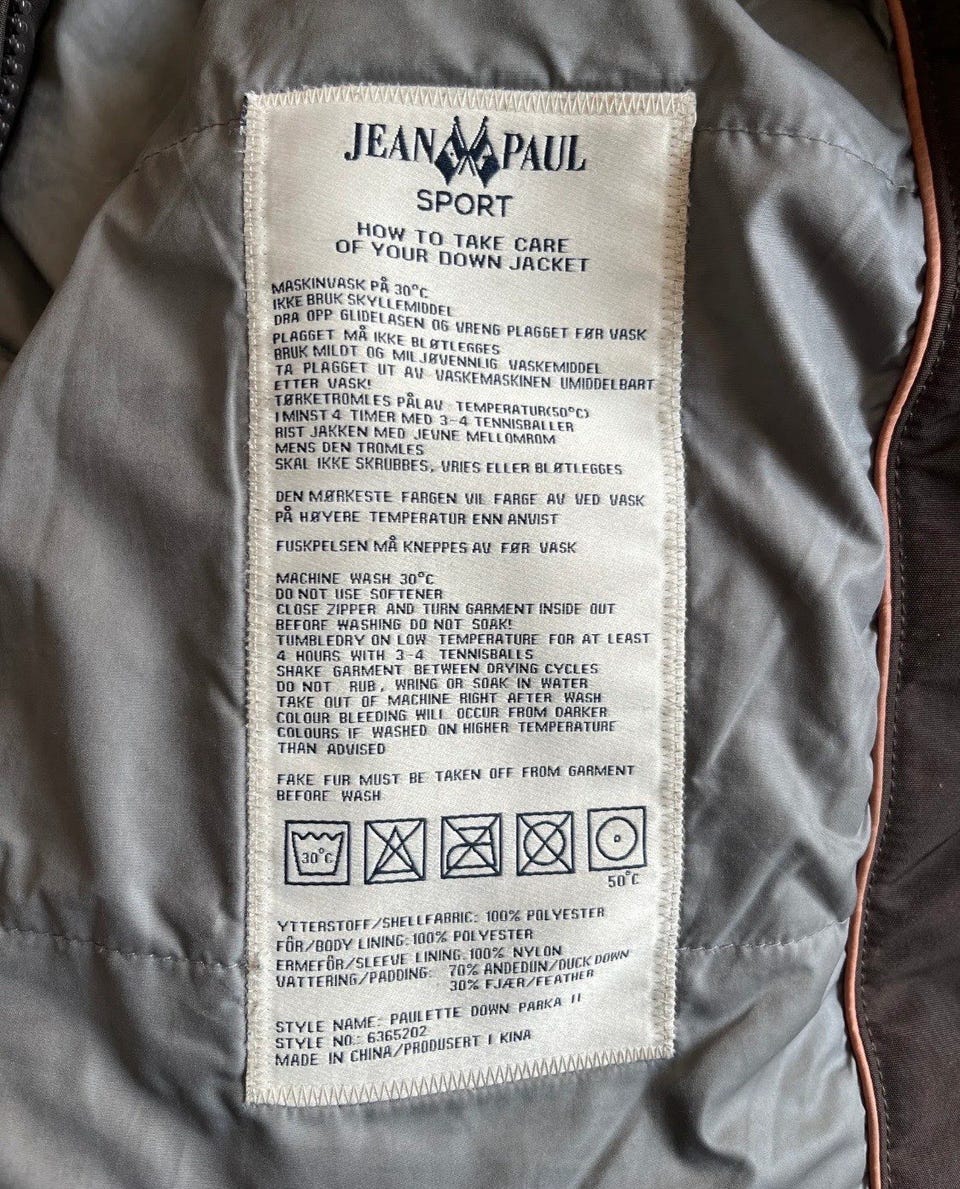 JEAN PAUL
SPORT
HOW TO TAKE CARE
OF YOUR DOWN JACKET
MASKINVASK PÅ 30°C
IKKE BRUK SKYLLEMIDDEL
DRA OPP GLIDELASEN OG VRENG PLAGGET FØR VASK
PLAGGET MÅ IKKE BLØTLEGGES
BRUK MILDT OG MILJØVENNLIG VASKEMIDDEL
TA PLAGGET UT AV VASKEMASKINEN UMIDDELBART
ETTER VASK!
TØRKETROMLES PÅLAV TEMPERATUR(50°C)
I MINST 4 TIMER MED 3-4 TENNISBALLER
RIST JAKKEN MED JEVNE MELLOMROM
MENS DEN TROMLES
SKAL IKKE SKRUBBES, VRIES ELLER BLØTLEGGES
DEN MØRKESTE FARGEN VIL FARGE AV VED VASK
PÅ HØYERE TEMPERATUR ENN ANVIST
FUSKPELSEN MÅ KNEPPES AV FØR VASK
MACHINE WASH 30°C
DO NOT USE SOFTENER
CLOSE ZIPPER AND TURN GARMENT INSIDE OUT
BEFORE WASHING DO NOT SOAK!
TUMBLEDRY ON LOW TEMPERATURE FOR AT LEAST
4 HOURS WITH 3-4 TENNISBALLS
SHAKE GARMENT BETWEEN DRYING CYCLES
DO NOT RUB, WRING OR SOAK IN WATER
TAKE OUT OF MACHINE RIGHT AFTER WASH
COLOUR BLEEDING WILL OCCUR FROM DARKER
COLOURS IF WASHED ON HIGHER TEMPERATURE
THAN ADVISED
FAKE FUR MUST BE TAKEN OFF FROM GARMENT
BEFORE WASH
30°C
50°C
YTTERSTOFF/SHELLFABRIC: 100% POLYESTER
FÔR/BODY LINING: 100% POLYESTER
ERMEFÔR/SLEEVE LINING: 100% NYLON
VATTERING/PADDING: 70% ANDEDUN/DUCK DOWN
30% FJÆR/FEATHER
STYLE NAME: PAULETTE DOWN PARKA II
STYLE NO.: 6365202
MADE IN CHINA/PRODUSERT I KINA